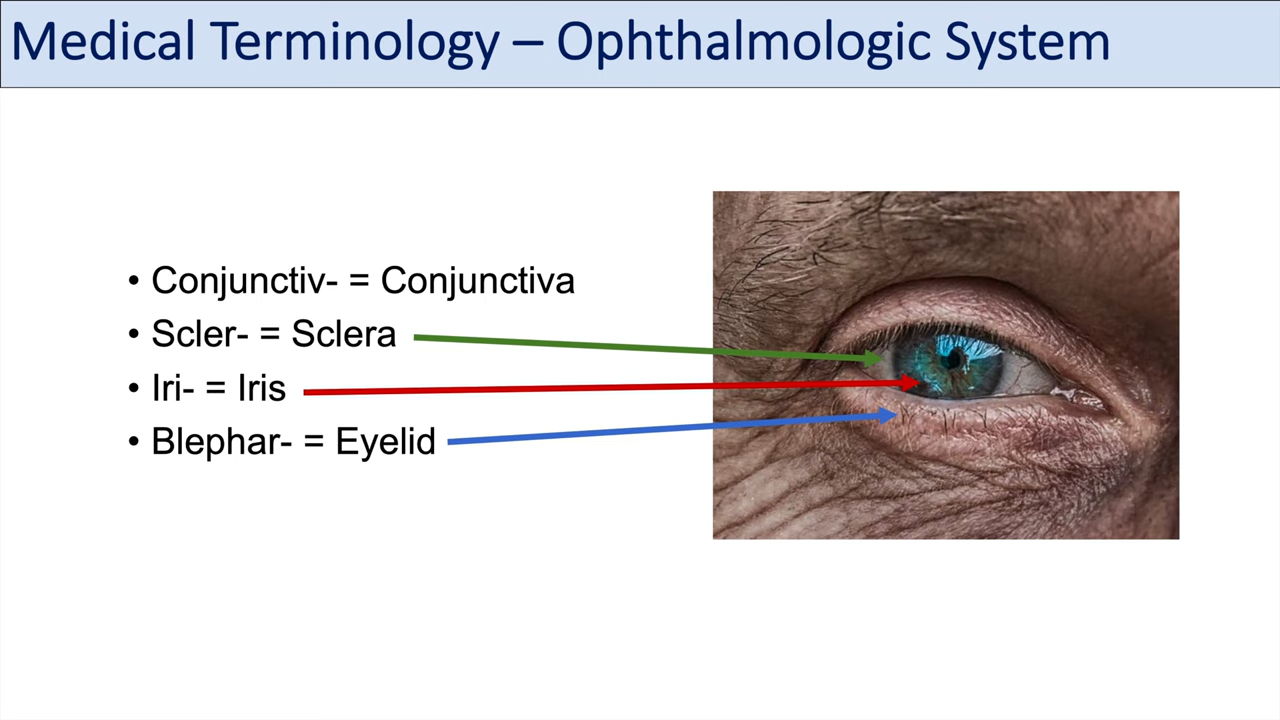 Medical Terminology – Ophthalmologic System
• Conjunctiv- = Conjunctiva
• Scler- = Sclera
• Iri- = Iris
• Blephar- = Eyelid